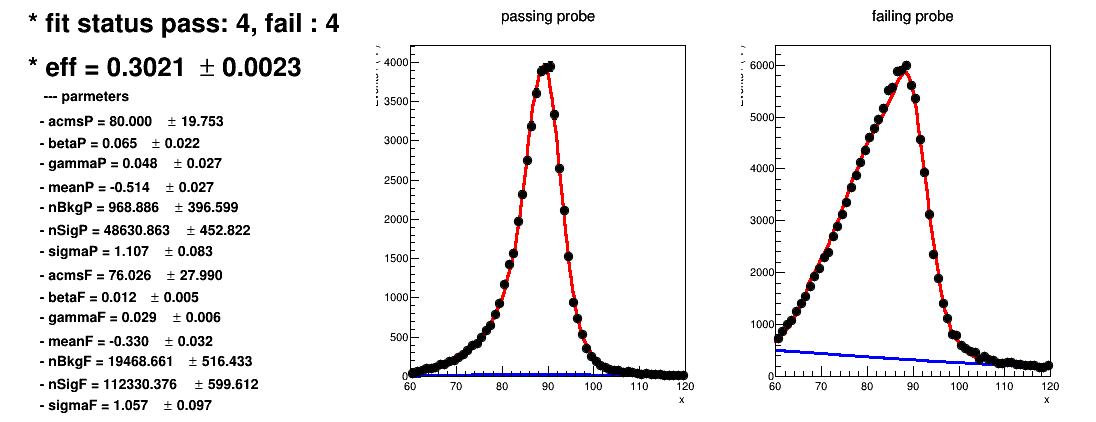 * fit status pass: 4, fail : 4
* eff = 0.3021 ± 0.0023
--- parmeters
- acmsP = 80.000 ± 19.753
- betaP = 0.065 ± 0.022
- gammaP = 0.048 ± 0.027
- meanP = -0.514 ± 0.027
- nBkgP = 968.886 ± 396.599
- nSigP = 48630.863 ± 452.822
- sigmaP = 1.107 ± 0.083
- acmsF = 76.026 ± 27.990
- betaF = 0.012 ± 0.005
- gammaF = 0.029 ± 0.006
- meanF = -0.330 ± 0.032
- nBkgF = 19468.661 ± 516.433
- nSigF = 112330.376 ± 599.612
- sigmaF = 1.057 ± 0.097
passing probe
4000
3500
3000
2500
2000
1500
1000
500
0
60 70 80 90 100 110 120
x
failing probe
6000
5000
4000
3000
2000
1000
0
60 70 80 90 100 110 120
x